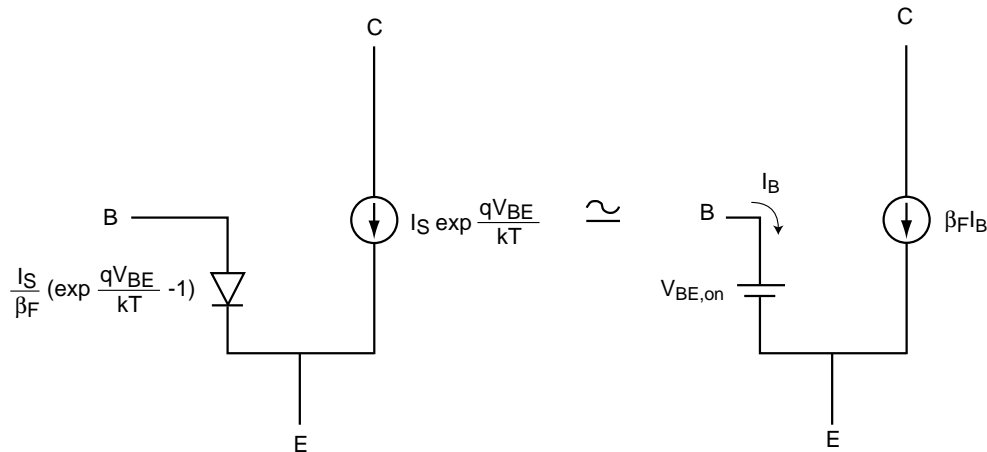 C
C
B
I_S exp qV_BE/kT
≃
I_B
B
β_F I_B
I_S/β_F (exp qV_BE/kT -1)
V_BE,on
E
E